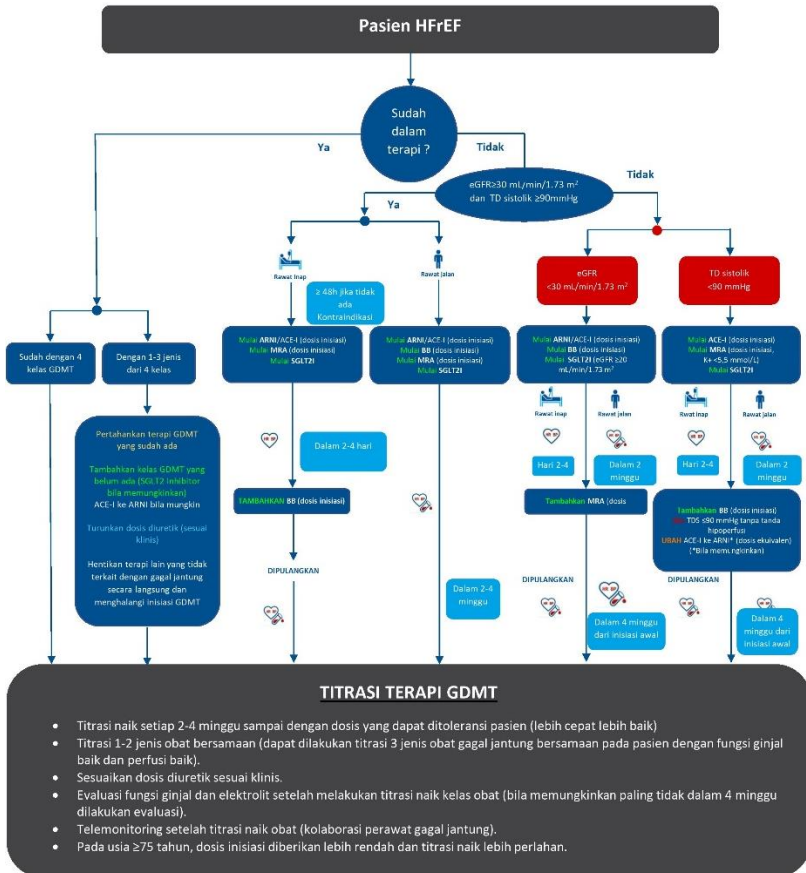 Pasien HFrEF
Sudah
dalam
terapi ?
Ya
Tidak
eGFR≥30 mL/min/1.73 m²
dan TD sistolik ≥90mmHg
Ya
Tidak
Rawat Inap
Rawat Jalan
≥ 48h jika tidak
ada
Kontraindikasi
eGFR
<30 mL/min/1.73 m²
TD sistolik
<90 mmHg
Sudah dengan 4
kelas GDMT
Dengan 1-3 jenis
dari 4 kelas
Mulai ARNI/ACE-I (dosis inisiasi)
Mulai MRA (dosis inisiasi)
Mulai SGLT2I
Mulai ARNI/ACE-I (dosis inisiasi)
Mulai BB (dosis inisiasi)
Mulai MRA (dosis inisiasi)
Mulai SGLT2I
Mulai ARNI/ACE-I (dosis inisiasi)
Mulai BB (dosis inisiasi)
Mulai SGLT2I (eGFR ≥20
mL/min/1.73 m²
Mulai ACE-I (dosis inisiasi)
Mulai MRA (dosis inisiasi,
K+ <5,5 mmol/L)
Mulai SGLT2I
Rawat Inap
Rawat Jalan
Rawat Inap
Rawat Jalan
Pertahankan terapi GDMT
yang sudah ada
Tambahkan kelas GDMT yang
belum ada (SGLT2 Inhibitor
bila memungkinkan)
ACE-I ke ARNI bila mungkin
Turunkan dosis diuretik (sesuai
klinis)
Hentikan terapi lain yang tidak
terkait dengan gagal jantung
secara langsung dan
menghalangi inisiasi GDMT
Dalam 2-4 hari
Hari 2-4
Dalam 2
minggu
Hari 2-4
Dalam 2
minggu
TAMBAHKAN BB (dosis inisiasi)
Tambahkan MRA (dosis
Tambahkan BB (dosis inisiasi)
TDS ≤90 mmHg tanpa tanda
hipoperfusi
UBAH ACE-I ke ARNI* (dosis ekuivalen)
(*Bila memungkinkan)
DIPULANGKAN
DIPULANGKAN
DIPULANGKAN
Dalam 2-4
minggu
Dalam 4 minggu
dari inisiasi awal
Dalam 4
minggu dari
inisiasi awal
TITRASI TERAPI GDMT
• Titrasi naik setiap 2-4 minggu sampai dengan dosis yang dapat ditoleransi pasien (lebih cepat lebih baik)
• Titrasi 1-2 jenis obat bersamaan (dapat dilakukan titrasi 3 jenis obat gagal jantung bersamaan pada pasien dengan fungsi ginjal
baik dan perfusi baik).
• Sesuaikan dosis diuretik sesuai klinis.
• Evaluasi fungsi ginjal dan elektrolit setelah melakukan titrasi naik kelas obat (bila memungkinkan paling tidak dalam 4 minggu
dilakukan evaluasi).
• Telemonitoring setelah titrasi naik obat (kolaborasi perawat gagal jantung).
• Pada usia ≥75 tahun, dosis inisiasi diberikan lebih rendah dan titrasi naik lebih perlahan.